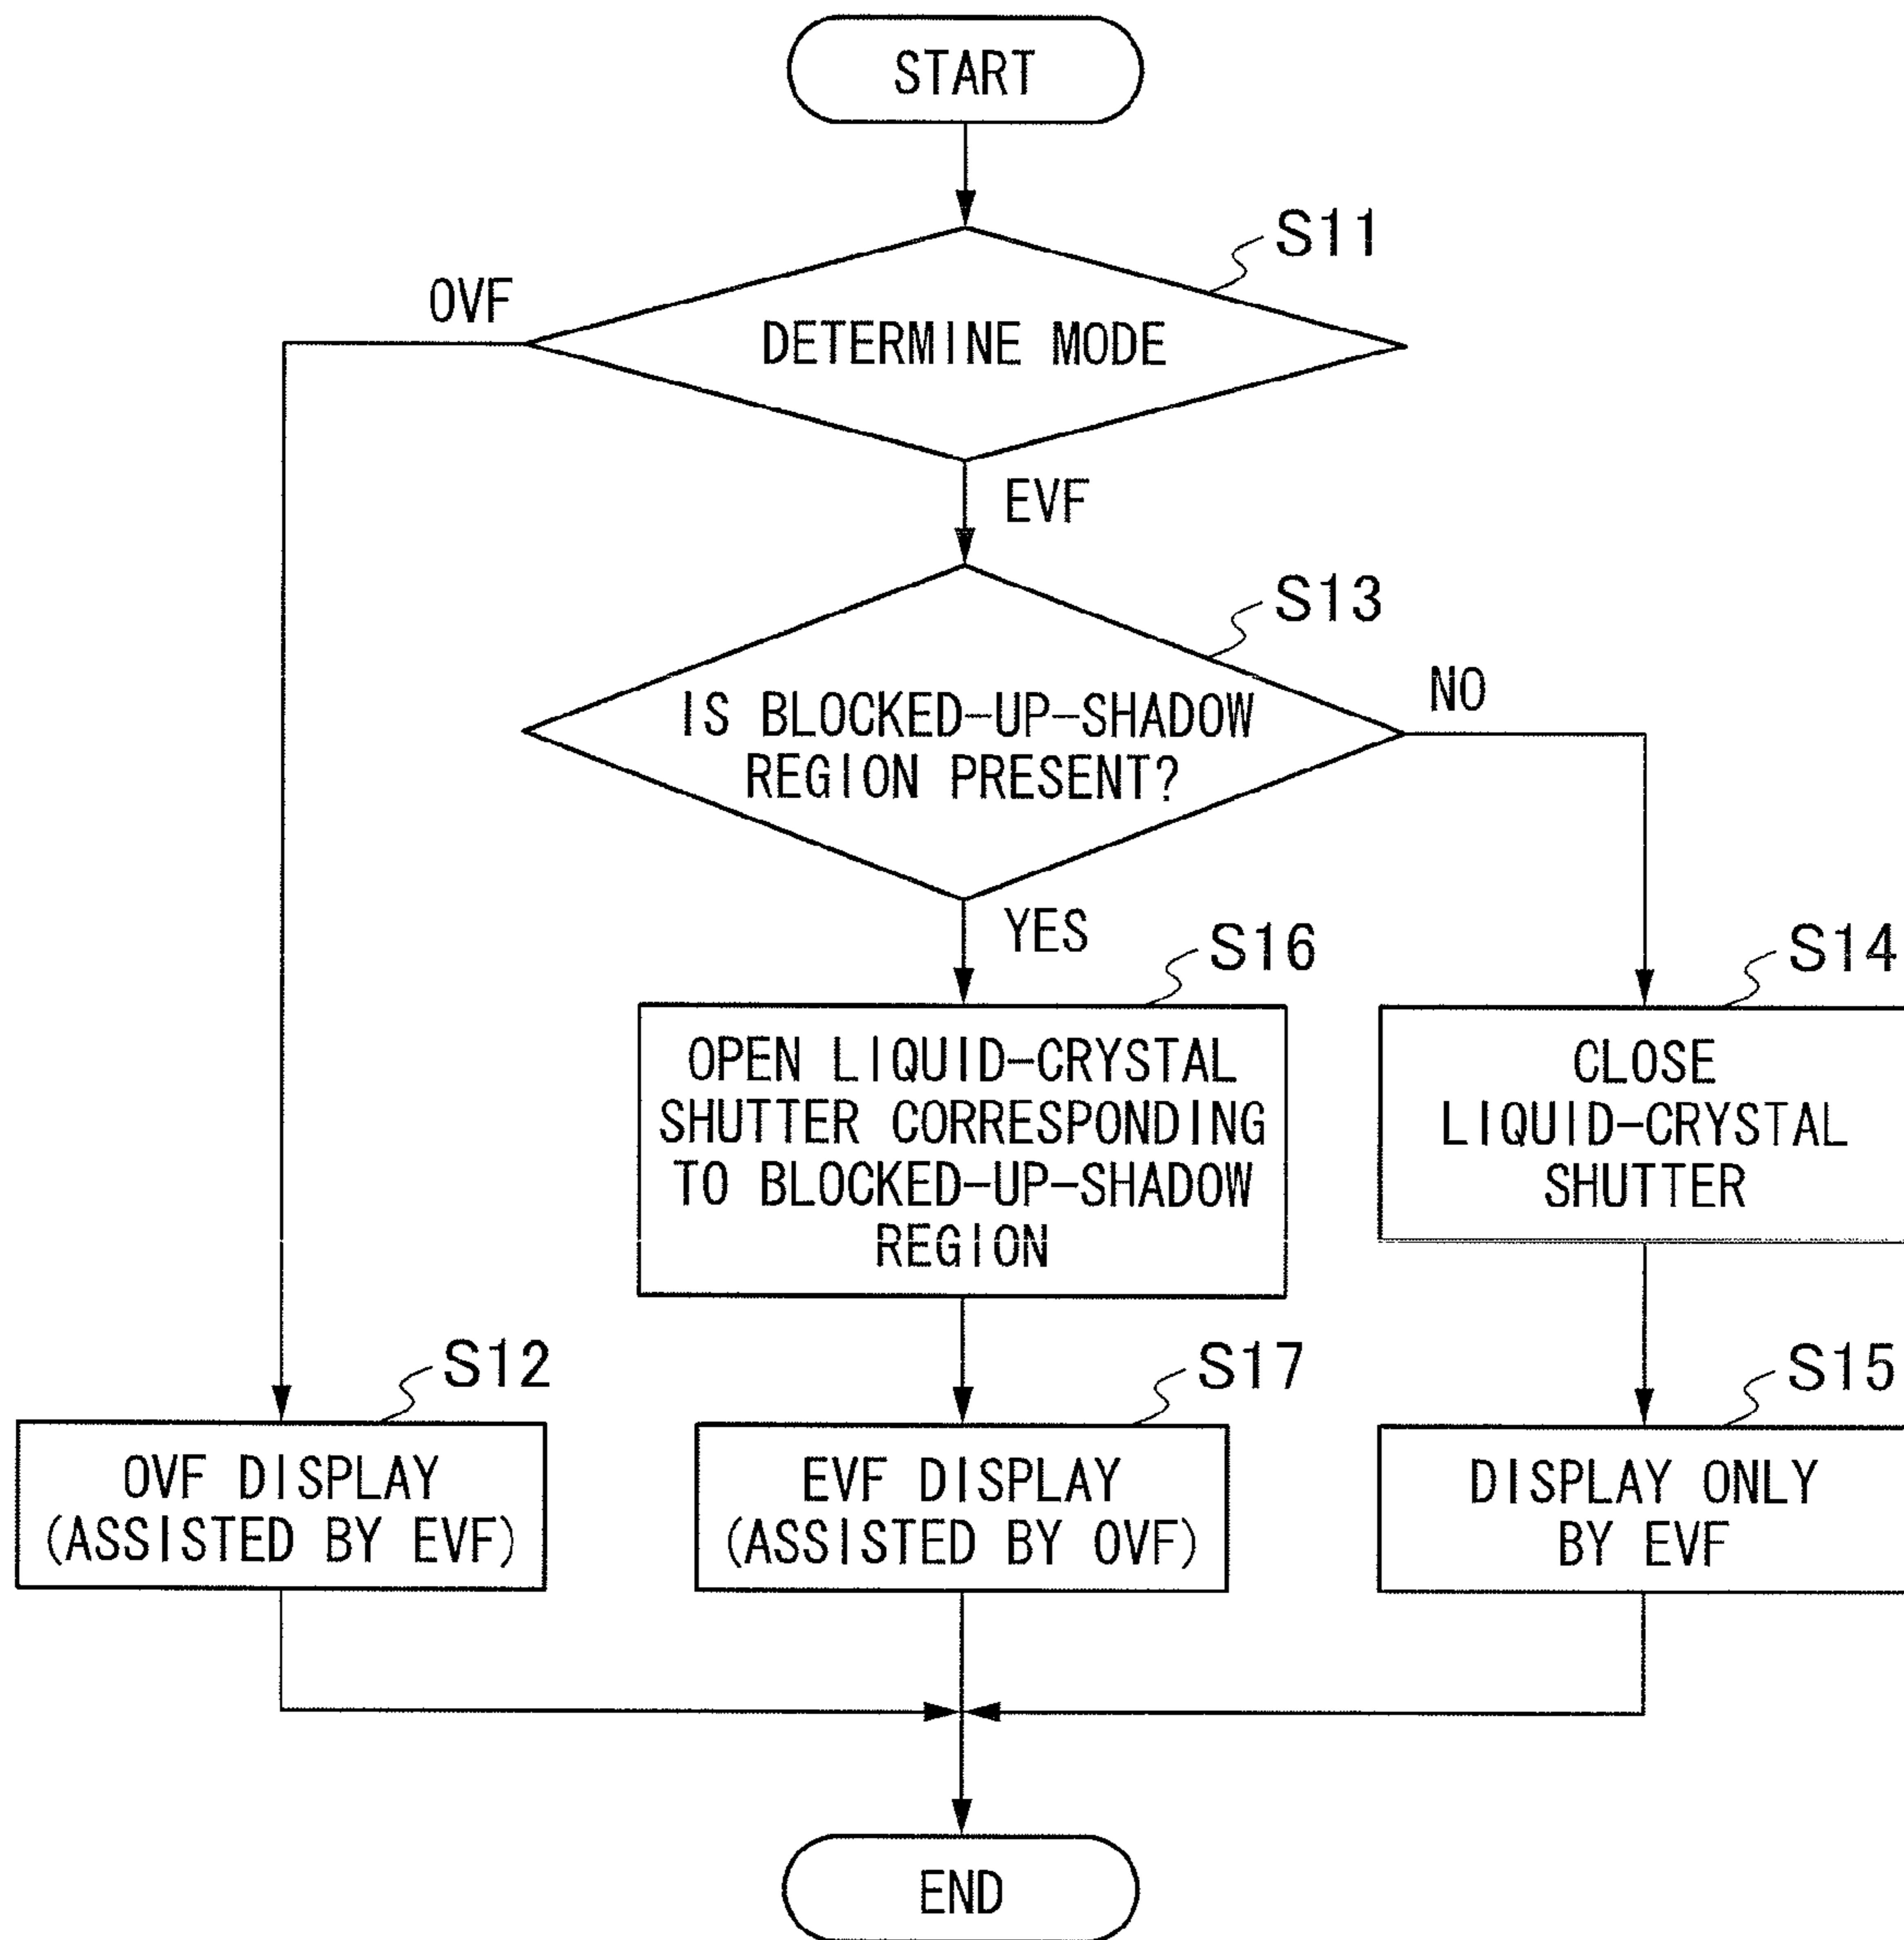 START
S11
OVF
DETERMINE MODE
EVF
S13
IS BLOCKED-UP-SHADOW
REGION PRESENT?
NO
YES
S16
S14
OPEN LIQUID-CRYSTAL
SHUTTER CORRESPONDING
TO BLOCKED-UP-SHADOW
REGION
CLOSE
LIQUID-CRYSTAL
SHUTTER
S12
S17
S15
OVF DISPLAY
(ASSISTED BY EVF)
EVF DISPLAY
(ASSISTED BY OVF)
DISPLAY ONLY
BY EVF
END